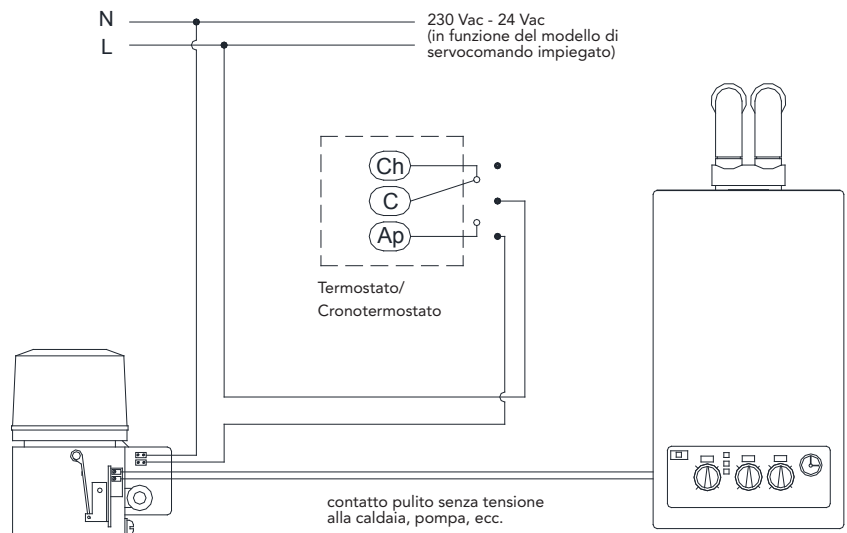 N
L
230 Vac - 24 Vac
(in funzione del modello di
servocomando impiegato)
Ch
C
Ap
Termostato/
Cronotermostato
contatto pulito senza tensione
alla caldaia, pompa, ecc.